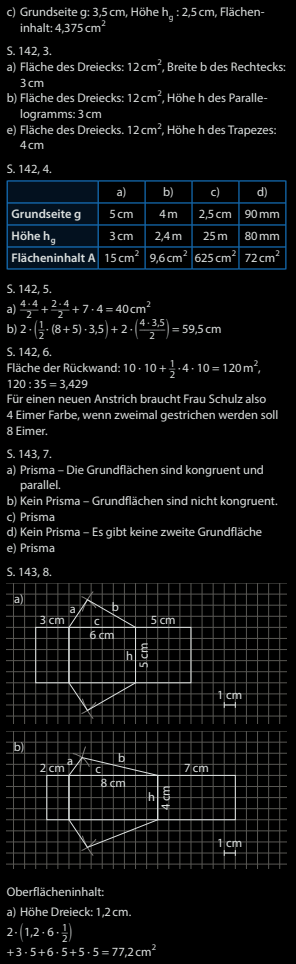 c) Grundseite g: 3,5 cm, Höhe h_g : 2,5 cm, Flächen-
inhalt: 4,375 cm²
S. 142, 3.
a) Fläche des Dreiecks: 12 cm², Breite b des Rechtecks:
3 cm
b) Fläche des Dreiecks: 12 cm², Höhe h des Paralle-
logramms: 3 cm
e) Fläche des Dreiecks. 12 cm², Höhe h des Trapezes:
4 cm
S. 142, 4.
a) b) c) d)
Grundseite g 5 cm 4 m 2,5 cm 90 mm
Höhe h_g 3 cm 2,4 m 25 m 80 mm
Flächeninhalt A 15 cm² 9,6 cm² 625 cm² 72 cm²
S. 142, 5.
a) 4·4/2 + 2·4/2 + 7 · 4 = 40 cm²
b) 2 · (1/2 · (8 + 5) · 3,5) + 2 · (4 · 3,5/2) = 59,5 cm
S. 142, 6.
Fläche der Rückwand: 10 · 10 + 1/2 · 4 · 10 = 120 m²,
120 : 35 = 3,429
Für einen neuen Anstrich braucht Frau Schulz also
4 Eimer Farbe, wenn zweimal gestrichen werden soll
8 Eimer.
S. 143, 7.
a) Prisma – Die Grundflächen sind kongruent und
parallel.
b) Kein Prisma – Grundflächen sind nicht kongruent.
c) Prisma
d) Kein Prisma – Es gibt keine zweite Grundfläche
e) Prisma
S. 143, 8.
a)
a b
3 cm c 5 cm
6 cm
h 5 cm
1 cm
b)
a b
2 cm c 7 cm
8 cm
h 4 cm
1 cm
Oberflächeninhalt:
a) Höhe Dreieck: 1,2 cm.
2 · (1,2 · 6 · 1/2)
+ 3 · 5 + 6 · 5 + 5 · 5 = 77,2 cm²